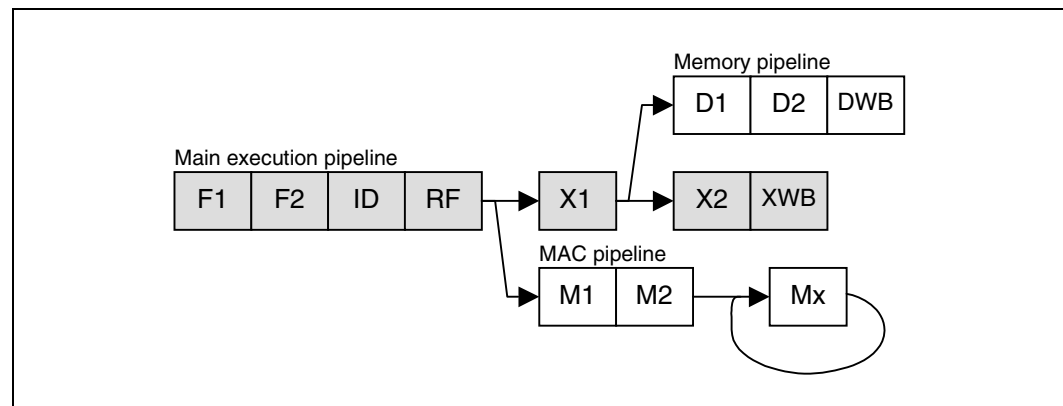 Memory pipeline
D1 D2 DWB
Main execution pipeline
F1 F2 ID RF X1 X2 XWB
MAC pipeline
M1 M2 Mx